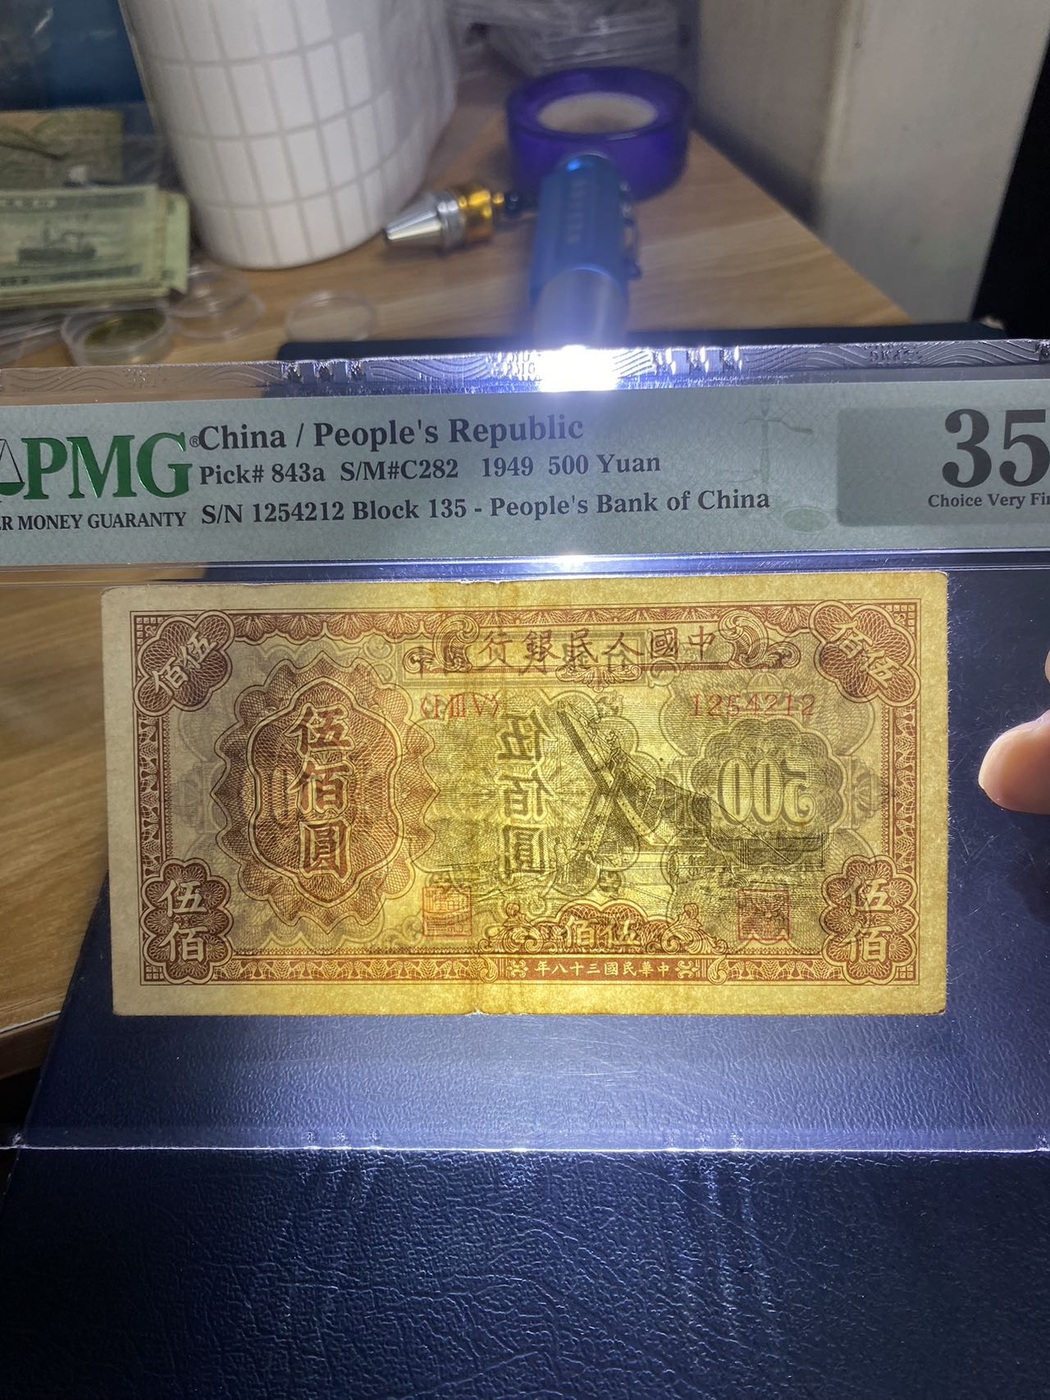 PMG® China / People's Republic
Pick# 843a S/M#C282 1949 500 Yuan
S/N 1254212 Block 135 - People's Bank of China
ER MONEY GUARANTY
35
Choice Very Fi
中國人民銀行
伍佰
伍佰
〈ⅠⅢⅤ〉
1254212
伍佰圓
伍佰圓
500
伍佰
伍佰
伍佰
中華民國三十八年